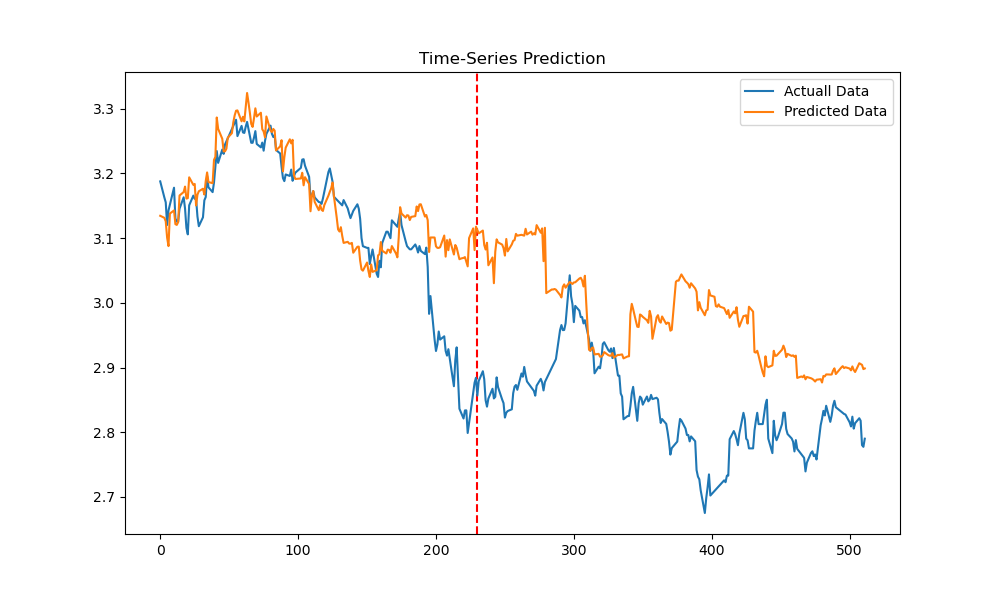 Time-Series Prediction
Actuall Data
Predicted Data
3.3
3.2
3.1
3.0
2.9
2.8
2.7
0 100 200 300 400 500